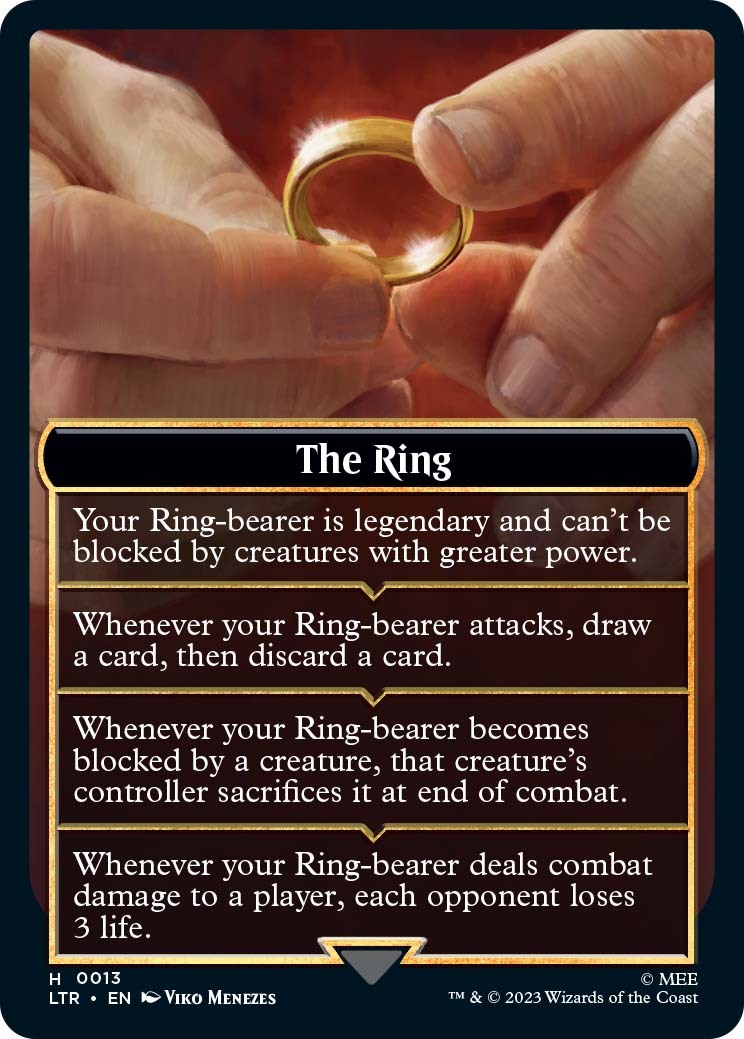 The Ring
Your Ring-bearer is legendary and can't be
blocked by creatures with greater power.
Whenever your Ring-bearer attacks, draw
a card, then discard a card.
Whenever your Ring-bearer becomes
blocked by a creature, that creature's
controller sacrifices it at end of combat.
Whenever your Ring-bearer deals combat
damage to a player, each opponent loses
3 life.
H 0013
LTR • EN Viko Menezes
© MEE
™ & © 2023 Wizards of the Coast